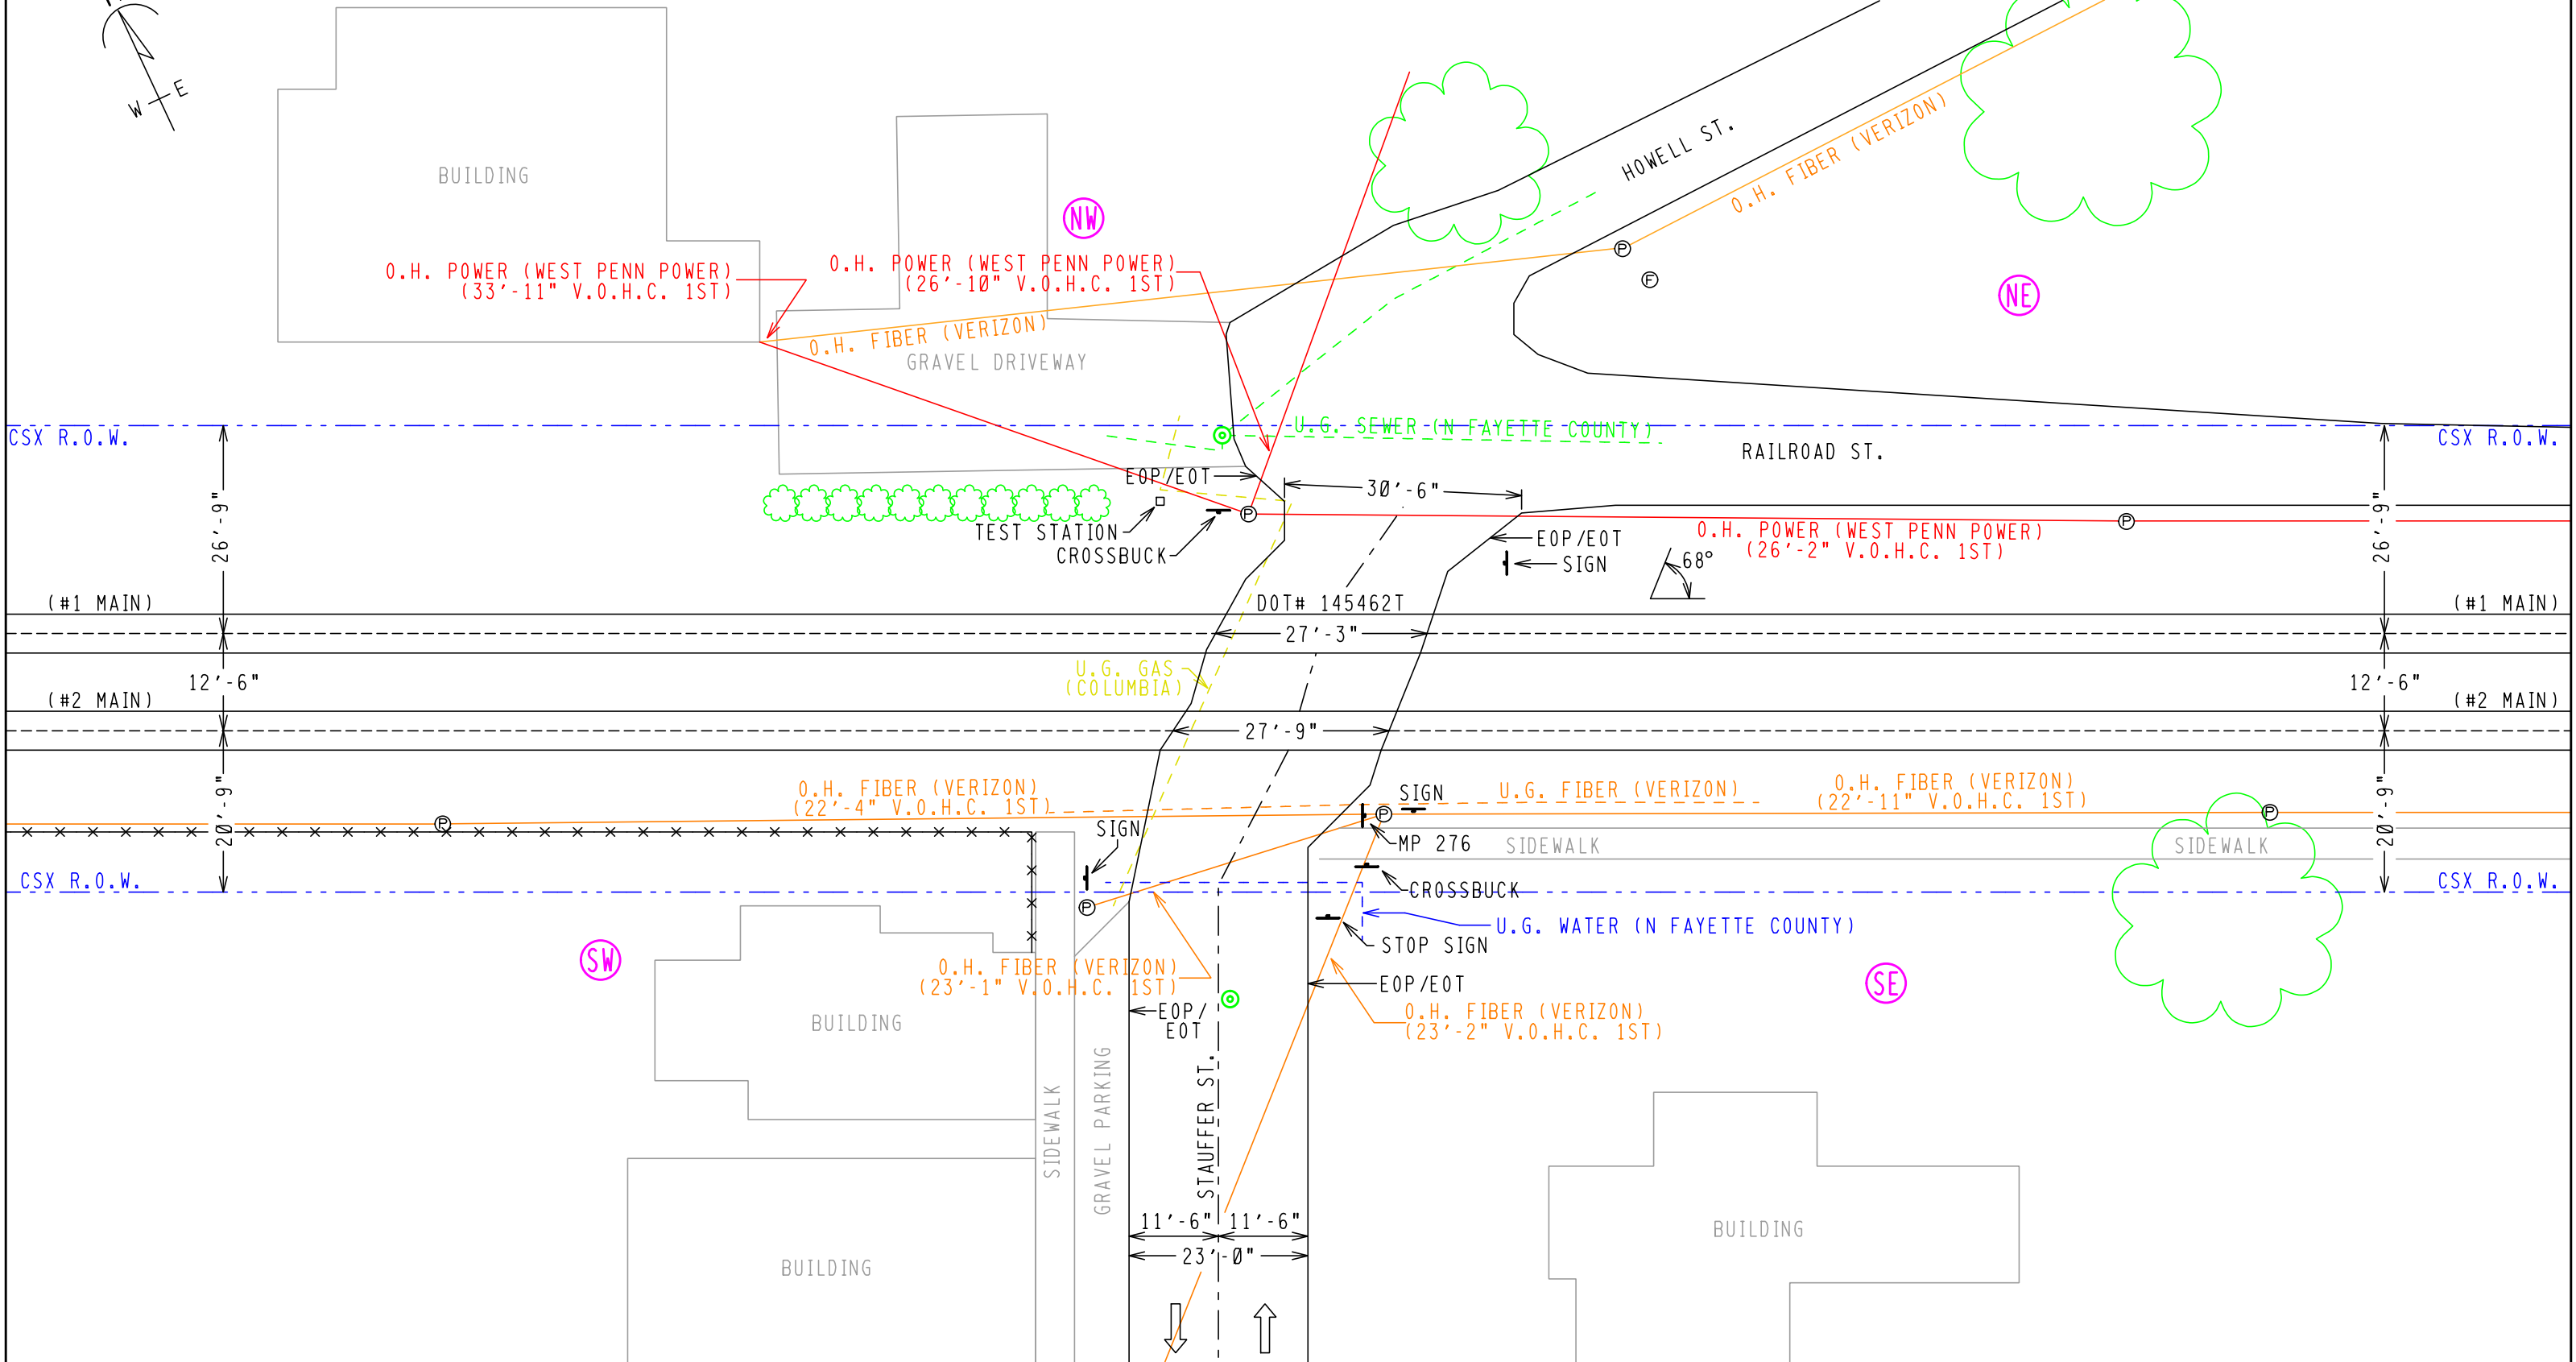 W
E
BUILDING
NW
HOWELL ST.
O.H. FIBER (VERIZON)
O.H. POWER (WEST PENN POWER)
(33'-11" V.O.H.C. 1ST)
O.H. POWER (WEST PENN POWER)
(26'-10" V.O.H.C. 1ST)
P
F
NE
O.H. FIBER (VERIZON)
GRAVEL DRIVEWAY
CSX R.O.W.
U.G. SEWER (N FAYETTE COUNTY)
RAILROAD ST.
CSX R.O.W.
EOP/EOT
30'-6"
26'-9"
TEST STATION
CROSSBUCK
P
EOP/EOT
SIGN
O.H. POWER (WEST PENN POWER)
(26'-2" V.O.H.C. 1ST)
P
26'-9"
68°
(#1 MAIN)
DOT# 145462T
(#1 MAIN)
27'-3"
12'-6"
U.G. GAS
(COLUMBIA)
12'-6"
(#2 MAIN)
(#2 MAIN)
27'-9"
20'-9"
O.H. FIBER (VERIZON)
(22'-4" V.O.H.C. 1ST)
SIGN
U.G. FIBER (VERIZON)
O.H. FIBER (VERIZON)
(22'-11" V.O.H.C. 1ST)
20'-9"
P
P
P
SIGN
MP 276
SIDEWALK
SIDEWALK
CSX R.O.W.
CROSSBUCK
CSX R.O.W.
P
U.G. WATER (N FAYETTE COUNTY)
STOP SIGN
SW
O.H. FIBER (VERIZON)
(23'-1" V.O.H.C. 1ST)
EOP/EOT
SE
EOP/
EOT
O.H. FIBER (VERIZON)
(23'-2" V.O.H.C. 1ST)
BUILDING
SIDEWALK
GRAVEL PARKING
STAUFFER ST.
11'-6"
11'-6"
23'-0"
BUILDING
BUILDING